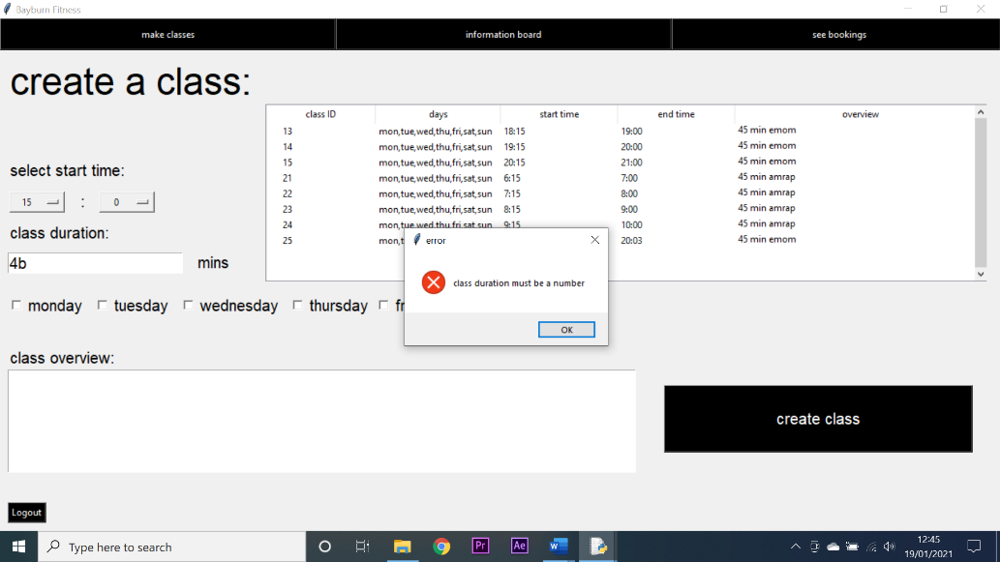 Bayburn Fitness
make classes information board see bookings
create a class:
class ID days start time end time overview
13 mon,tue,wed,thu,fri,sat,sun 18:15 19:00 45 min emom
14 mon,tue,wed,thu,fri,sat,sun 19:15 20:00 45 min emom
15 mon,tue,wed,thu,fri,sat,sun 20:15 21:00 45 min emom
21 mon,tue,wed,thu,fri,sat,sun 6:15 7:00 45 min amrap
22 mon,tue,wed,thu,fri,sat,sun 7:15 8:00 45 min amrap
23 mon,tue,wed,thu,fri,sat,sun 8:15 9:00 45 min amrap
24 mon,tue,wed,thu,fri,sat,sun 9:15 10:00 45 min amrap
25 mon,t 20:03 45 min emom
select start time:
15 : 0
class duration:
4b mins
error
class duration must be a number
OK
monday tuesday wednesday thursday fr
class overview:
create class
Logout
Type here to search
Pr Ae W
12:45
19/01/2021